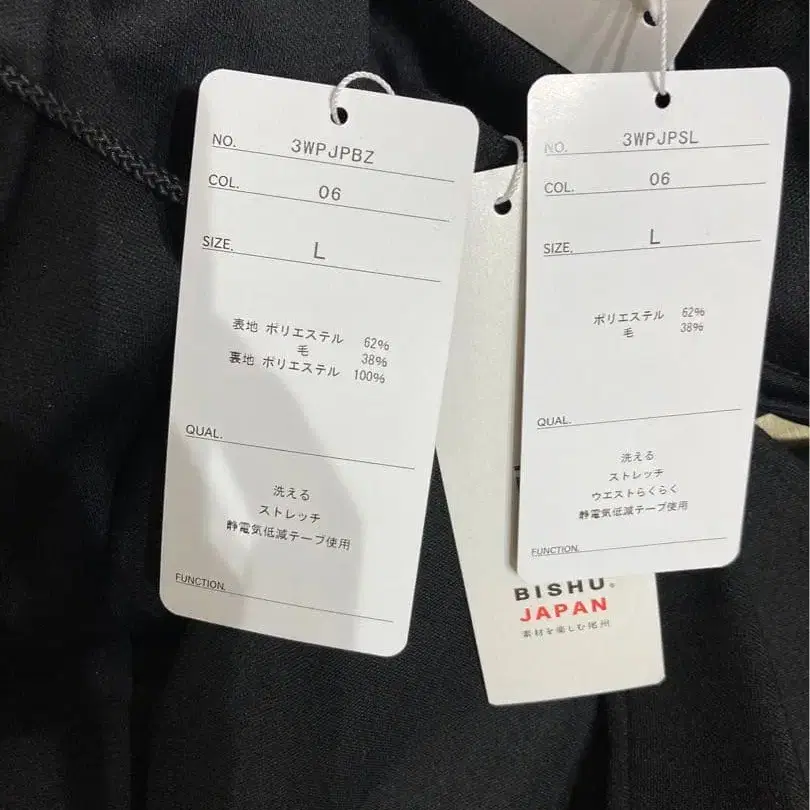 NO. 3WPJPBZ
COL. 06
SIZE. L
表地 ポリエステル 62%
毛 38%
裏地 ポリエステル 100%
QUAL.
洗える
ストレッチ
静電気低減テープ使用
FUNCTION.
NO. 3WPJPSL
COL. 06
SIZE. L
ポリエステル 62%
毛 38%
QUAL.
洗える
ストレッチ
ウエストらくらく
静電気低減テープ使用
FUNCTION.
BISHU®
JAPAN
素材を楽しむ尾州